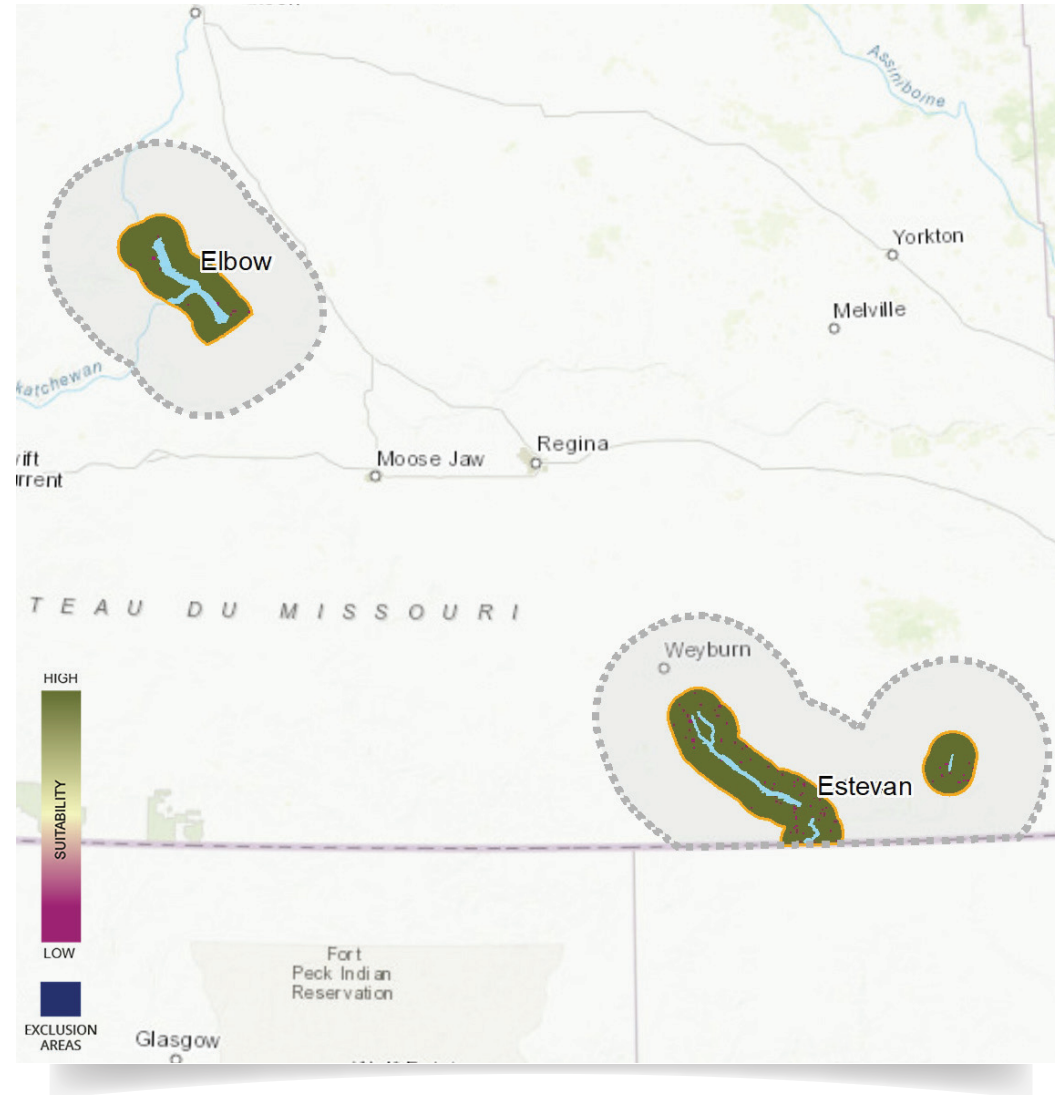 Assiniboine
Yorkton
Elbow
Melville
katchewan
Regina
Moose Jaw
ift
rrent
TEAU DU MISSOURI
Weyburn
HIGH
Estevan
SUITABILITY
LOW
Fort
Peck Indian
Reservation
EXCLUSION
AREAS
Glasgow